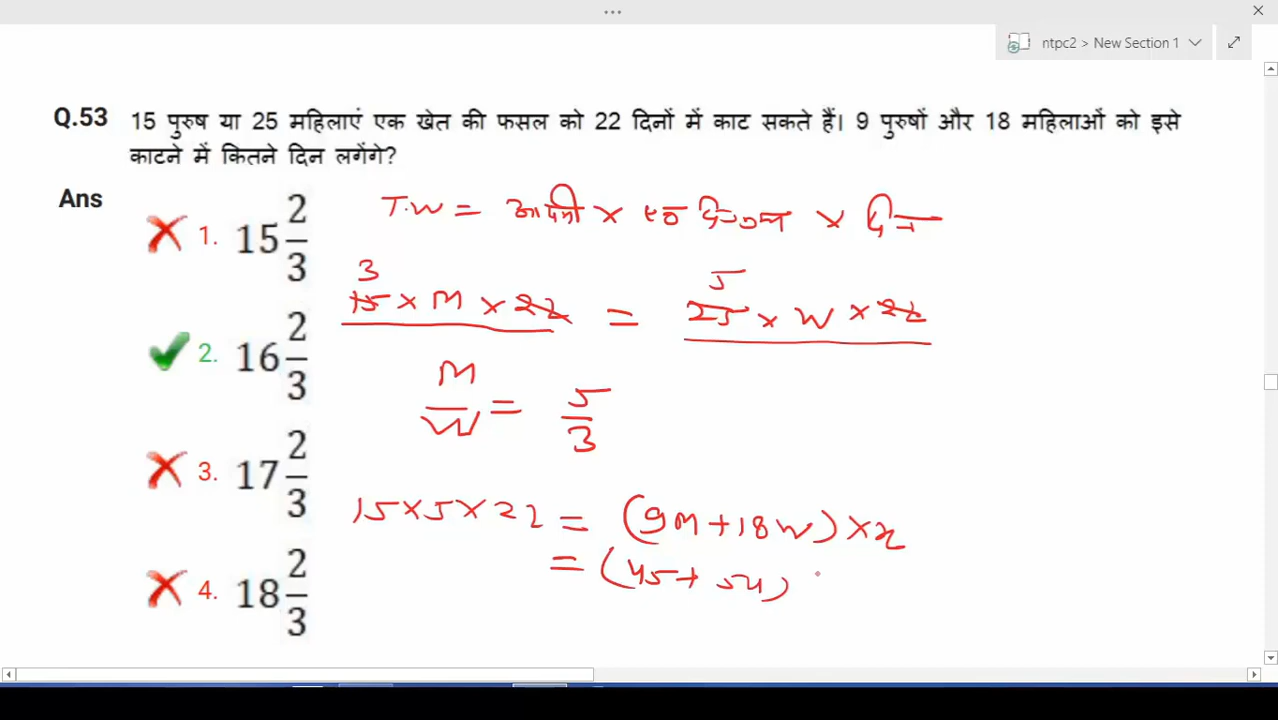 ntpc2 > New Section 1
Q.53 15 पुरुष या 25 महिलाएं एक खेत की फसल को 22 दिनों में काट सकते हैं। 9 पुरुषों और 18 महिलाओं को इसे
काटने में कितने दिन लगेंगे?
Ans
1. 15 2/3
2. 16 2/3
3. 17 2/3
4. 18 2/3
T.W = आदमी × × दिन
3 5
15 × M × 22 = 25 × W × 22
M/W = 5/3
15×5×22 = (9M+18W)×x
= (45+54)